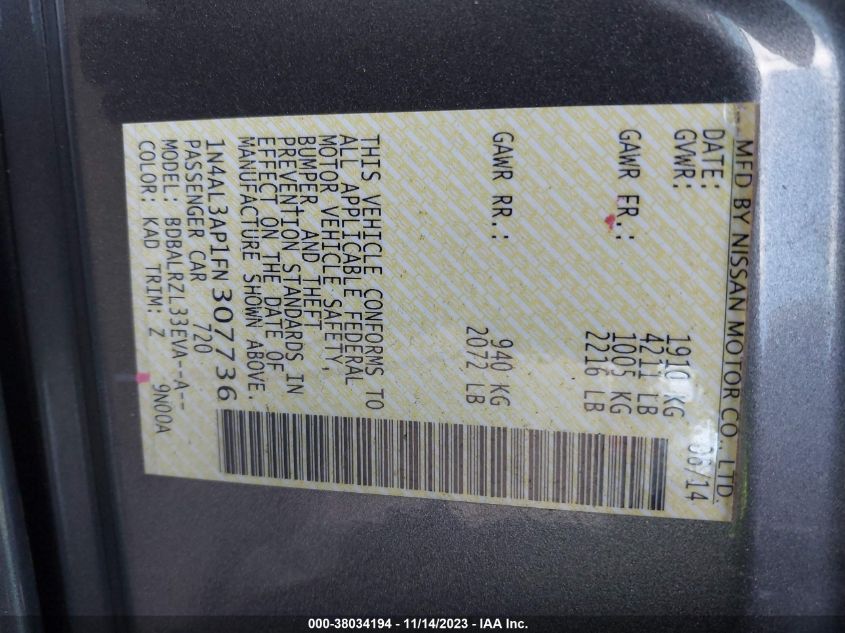 MFD BY NISSAN MOTOR CO., LTD.
DATE: 06/14
GVWR: 1910 KG
4211 LB
GAWR FR.: 1005 KG
2216 LB
GAWR RR.: 940 KG
2072 LB
THIS VEHICLE CONFORMS TO
ALL APPLICABLE FEDERAL
MOTOR VEHICLE SAFETY,
BUMPER AND THEFT
PREVENTION STANDARDS IN
EFFECT ON THE DATE OF
MANUFACTURE SHOWN ABOVE.
1N4AL3AP1FN307736
PASSENGER CAR 720
MODEL: BDBALRZL33EVA--A--
COLOR: KAD TRIM: Z 9N00A
000-38034194 - 11/14/2023 - IAA Inc.